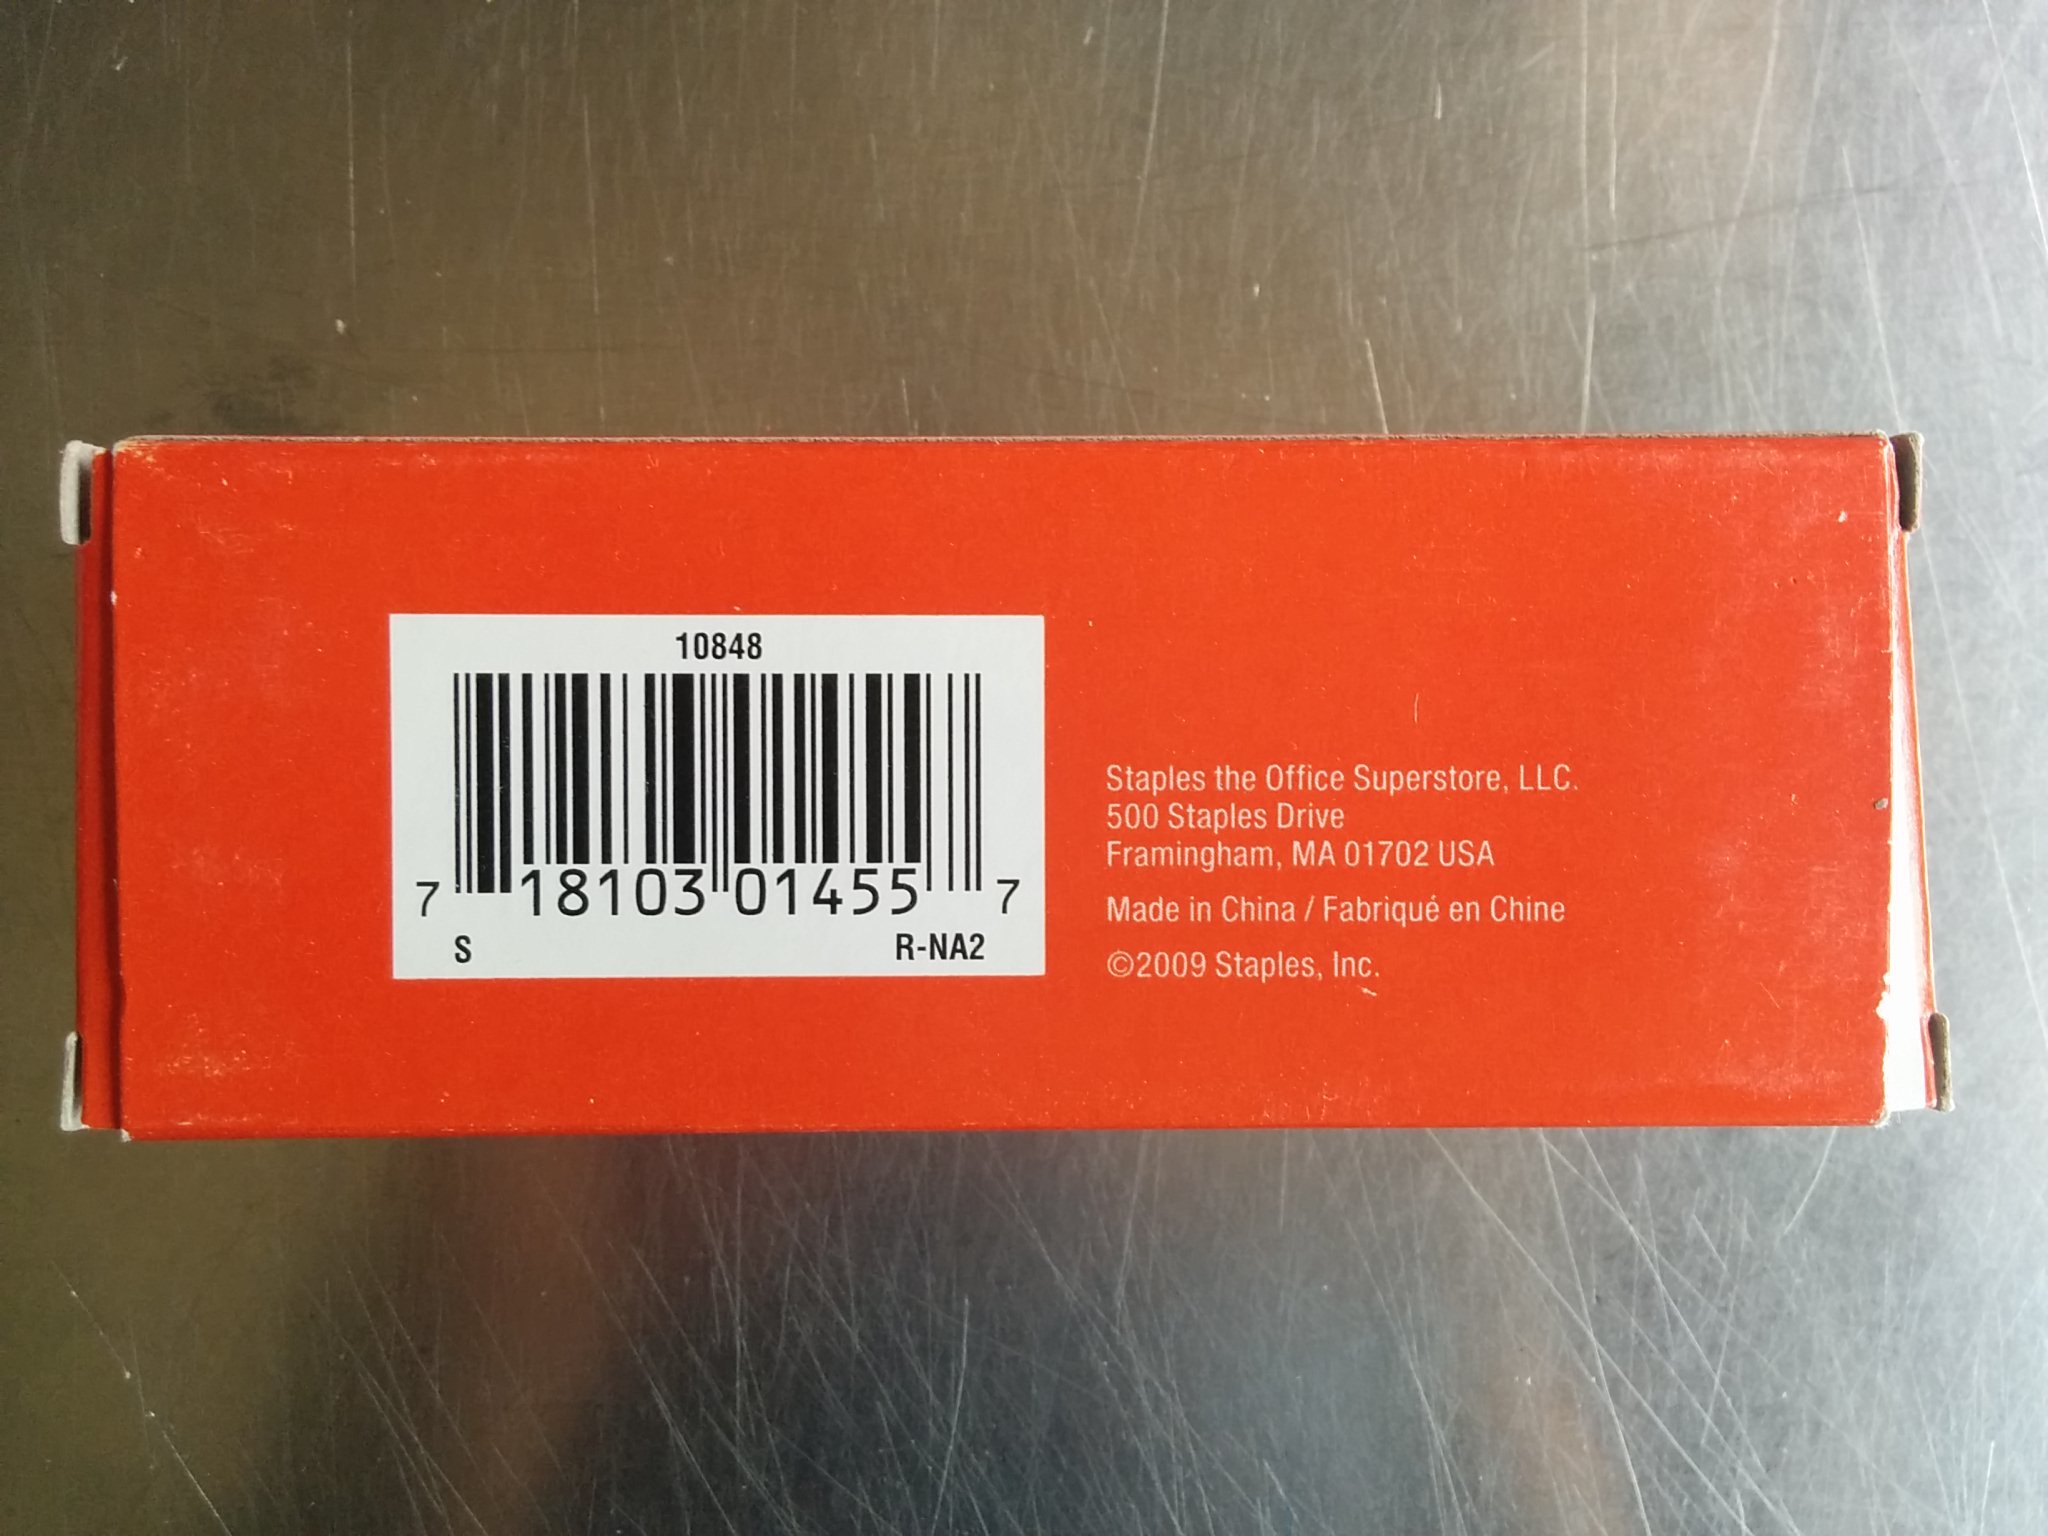 10848
7 18103 01455 7
S R-NA2
Staples the Office Superstore, LLC.
500 Staples Drive
Framingham, MA 01702 USA
Made in China / Fabriqué en Chine
©2009 Staples, Inc.